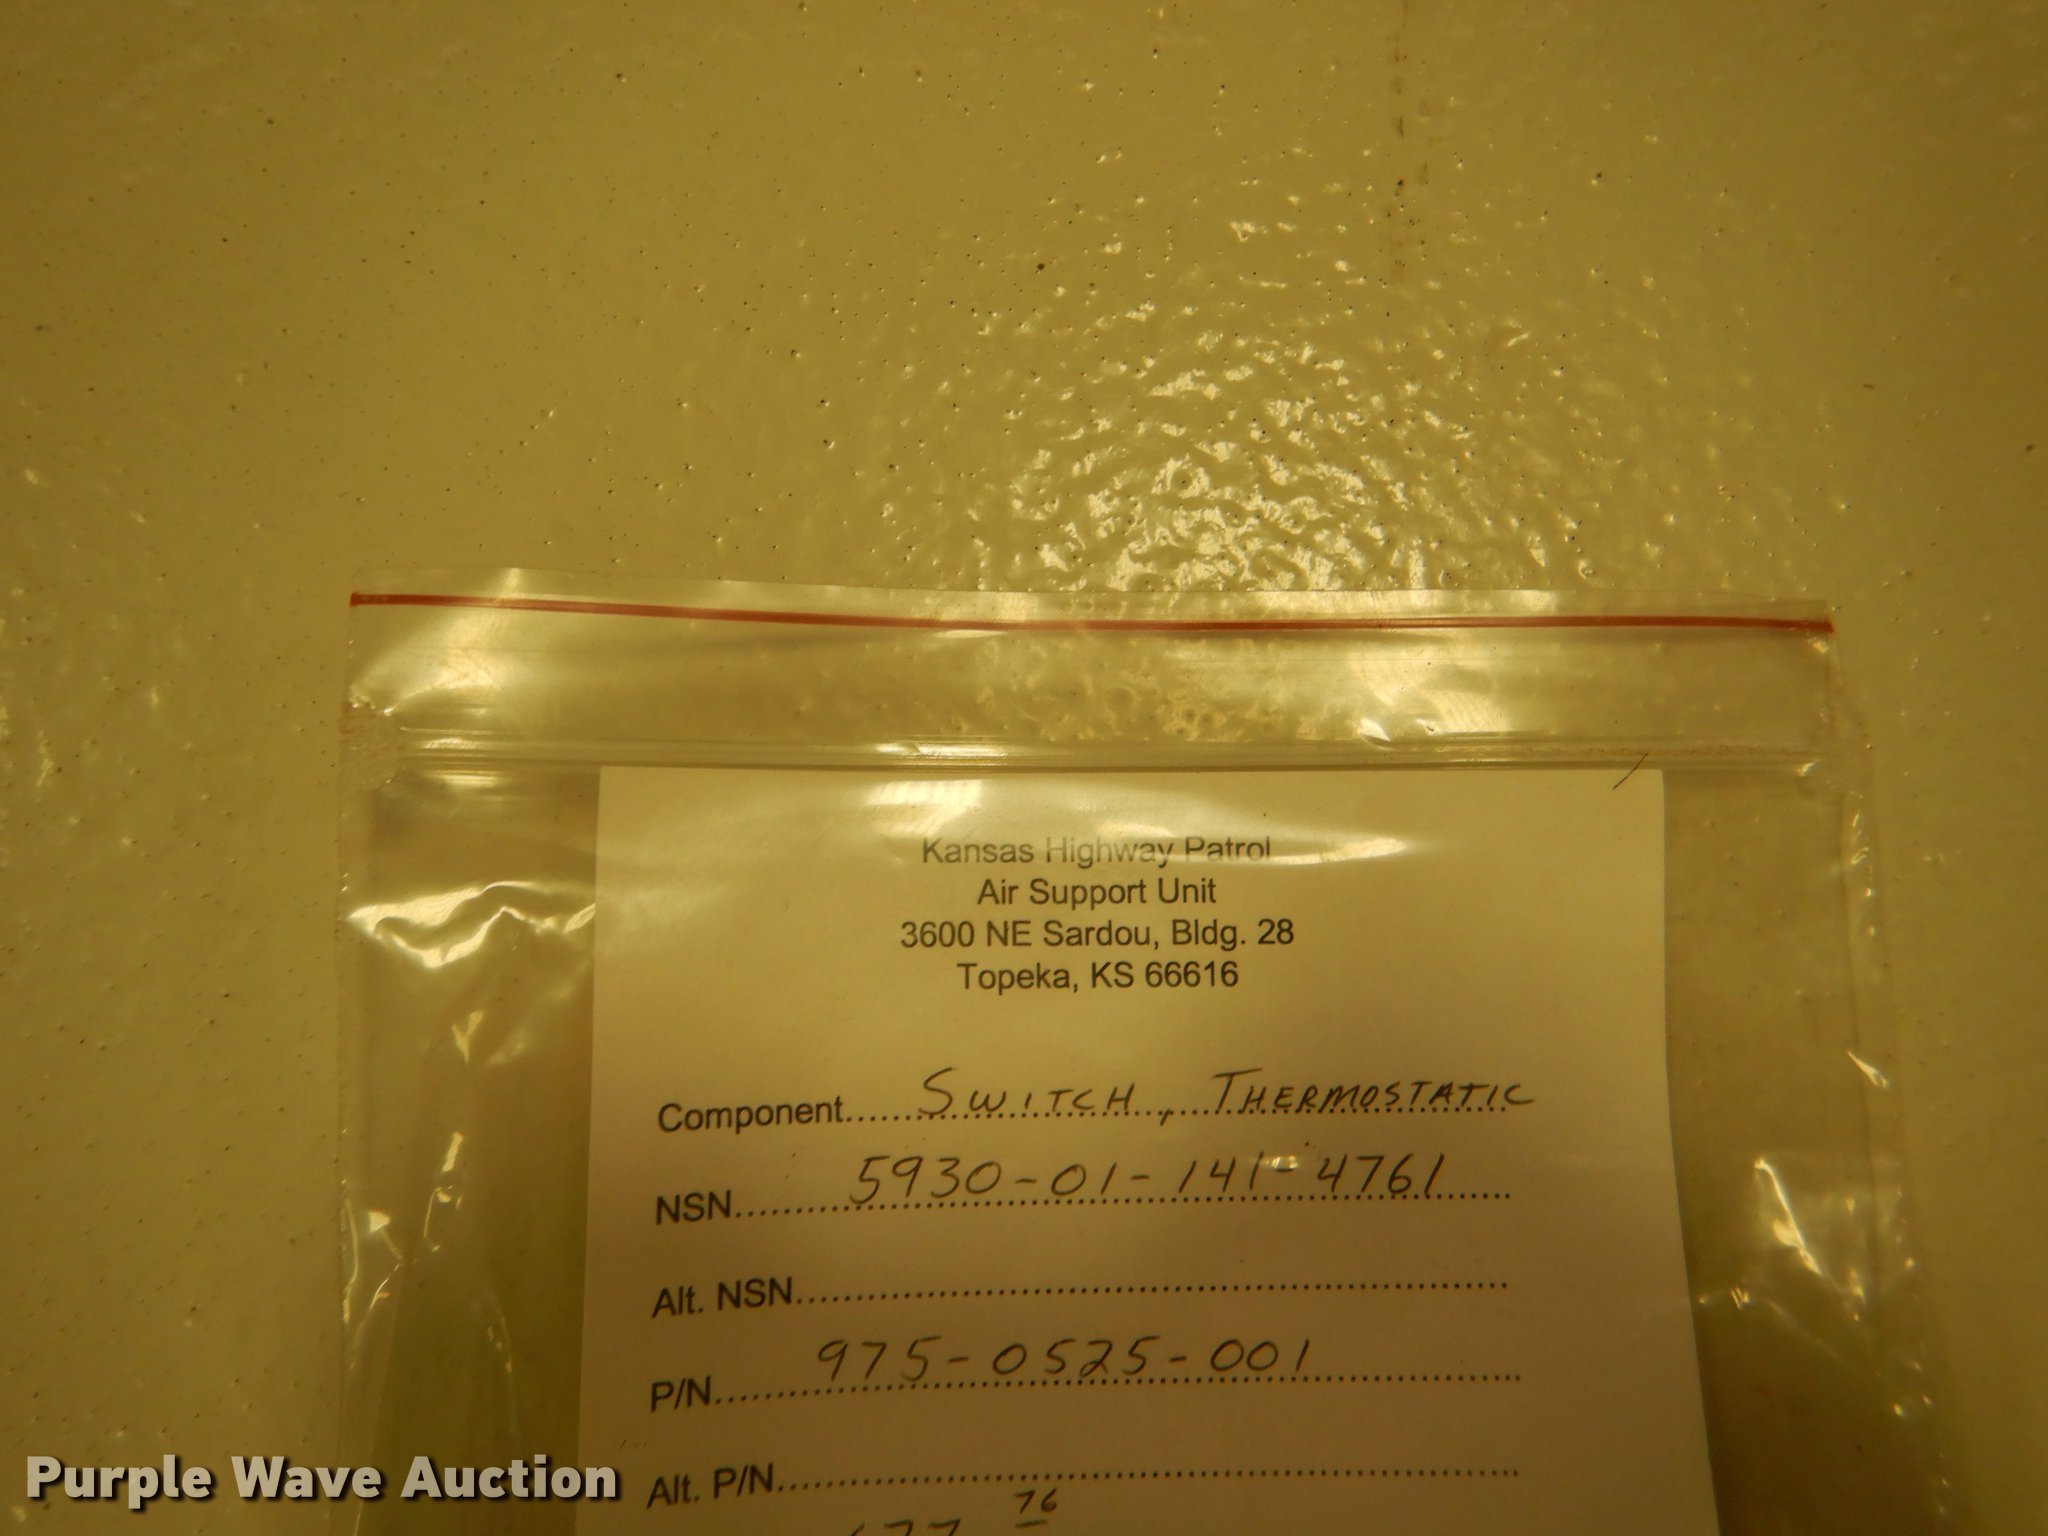 Kansas Highway Patrol
Air Support Unit
3600 NE Sardou, Bldg. 28
Topeka, KS 66616
Component......SWITCH, THERMOSTATIC
NSN......5930-01-141-4761
Alt. NSN......
P/N......975-0525-001
Alt. P/N......
76
Purple Wave Auction